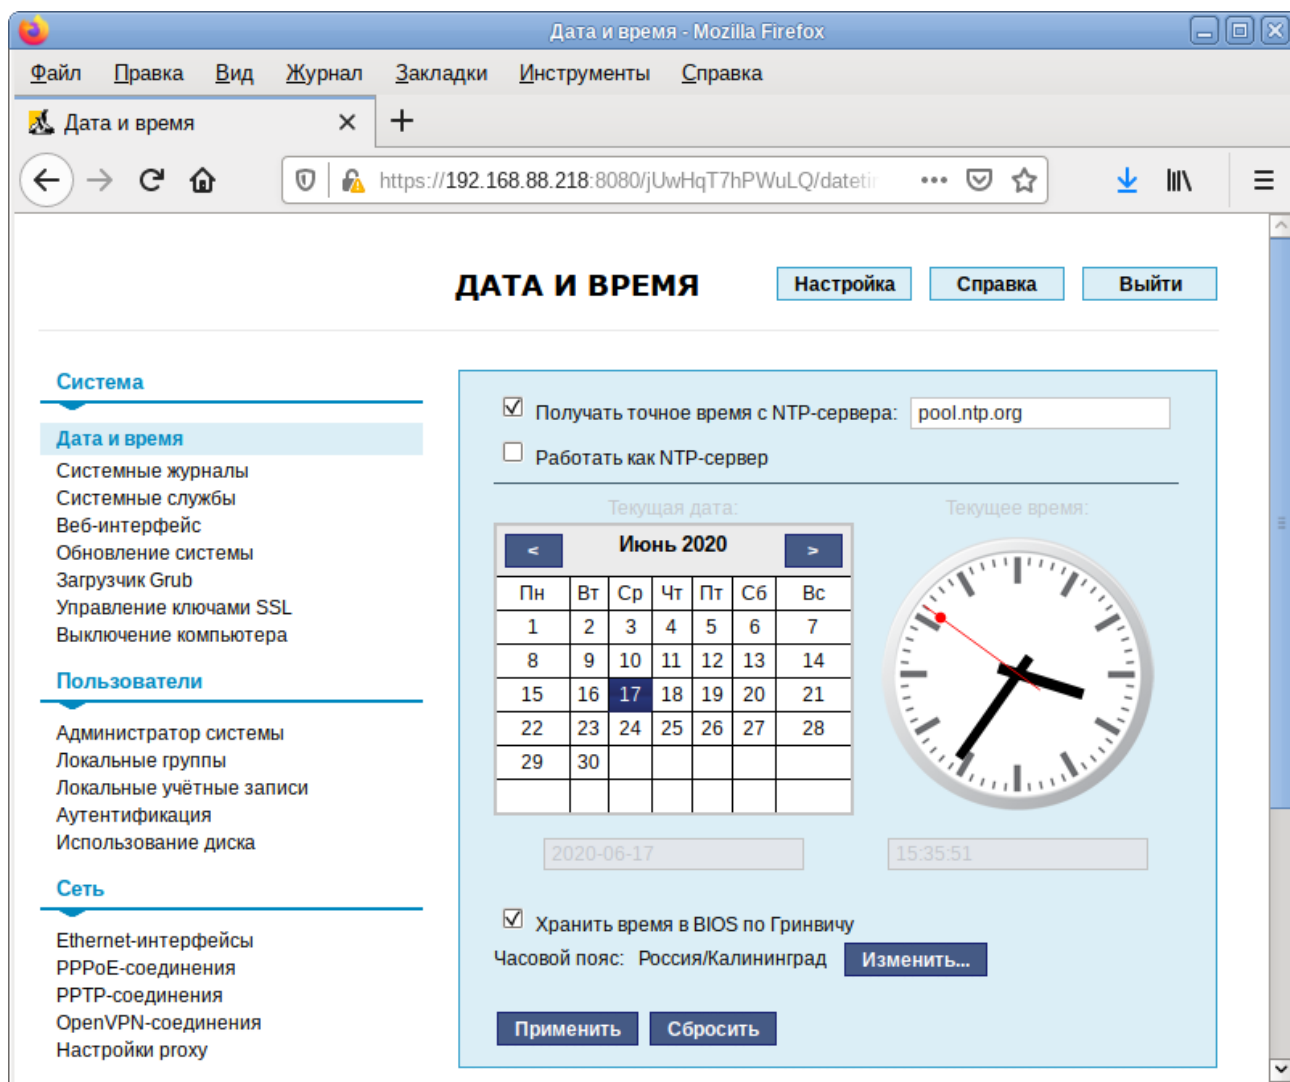 Дата и время - Mozilla Firefox
Файл Правка Вид Журнал Закладки Инструменты Справка
Дата и время
https://192.168.88.218:8080/jUwHqT7hPWuLQ/dateti
ДАТА И ВРЕМЯ
Настройка Справка Выйти
Система
Дата и время
Системные журналы
Системные службы
Веб-интерфейс
Обновление системы
Загрузчик Grub
Управление ключами SSL
Выключение компьютера
Пользователи
Администратор системы
Локальные группы
Локальные учётные записи
Аутентификация
Использование диска
Сеть
Ethernet-интерфейсы
PPPoE-соединения
PPTP-соединения
OpenVPN-соединения
Настройки proxy
Получать точное время с NTP-сервера: pool.ntp.org
Работать как NTP-сервер
Текущая дата: Текущее время:
< Июнь 2020 >
Пн Вт Ср Чт Пт Сб Вс
1 2 3 4 5 6 7
8 9 10 11 12 13 14
15 16 17 18 19 20 21
22 23 24 25 26 27 28
29 30
2020-06-17 15:35:51
Хранить время в BIOS по Гринвичу
Часовой пояс: Россия/Калининград Изменить...
Применить Сбросить